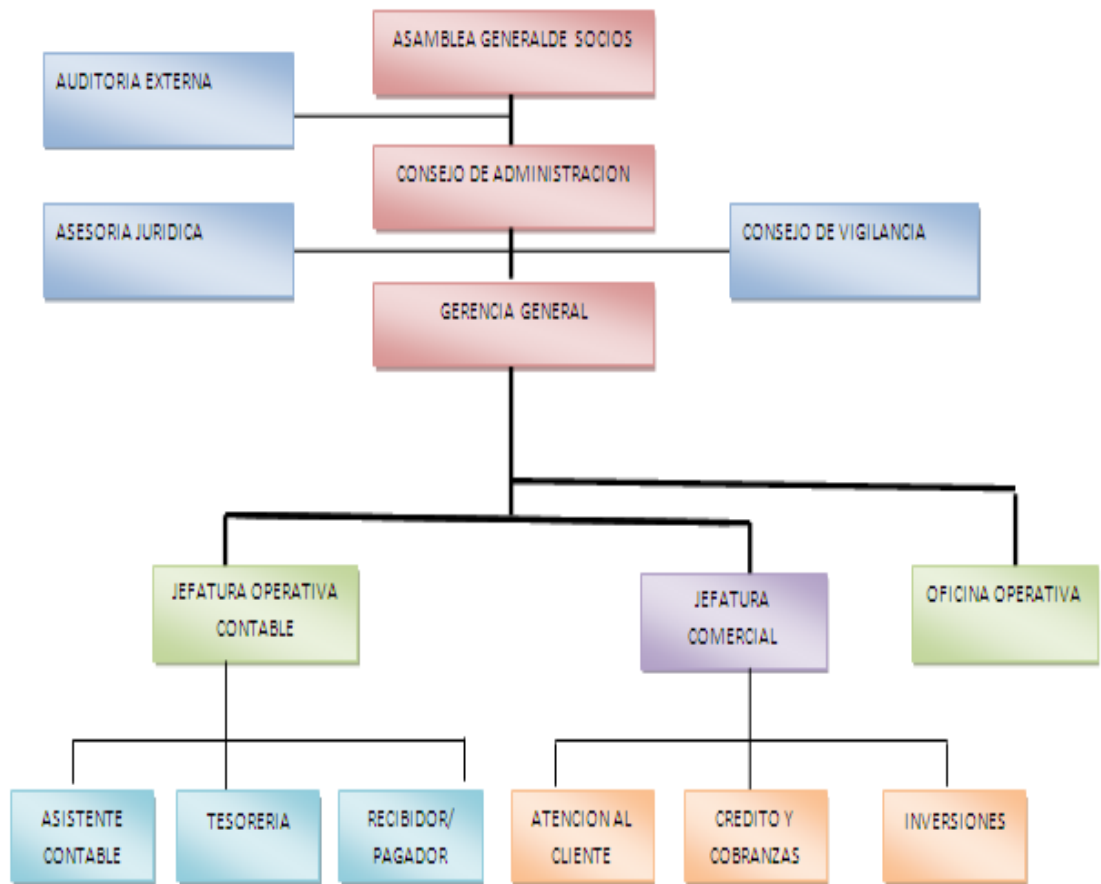 ASAMBLEA GENERALDE SOCIOS
AUDITORIA EXTERNA
CONSEJO DE ADMINISTRACION
ASESORIA JURIDICA
CONSEJO DE VIGILANCIA
GERENCIA GENERAL
JEFATURA OPERATIVA
CONTABLE
JEFATURA
COMERCIAL
OFICINA OPERATIVA
ASISTENTE
CONTABLE
TESORERIA
RECIBIDOR/
PAGADOR
ATENCION AL
CLIENTE
CREDITO Y
COBRANZAS
INVERSIONES